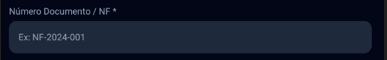 Número Documento / NF *
Ex: NF-2024-001